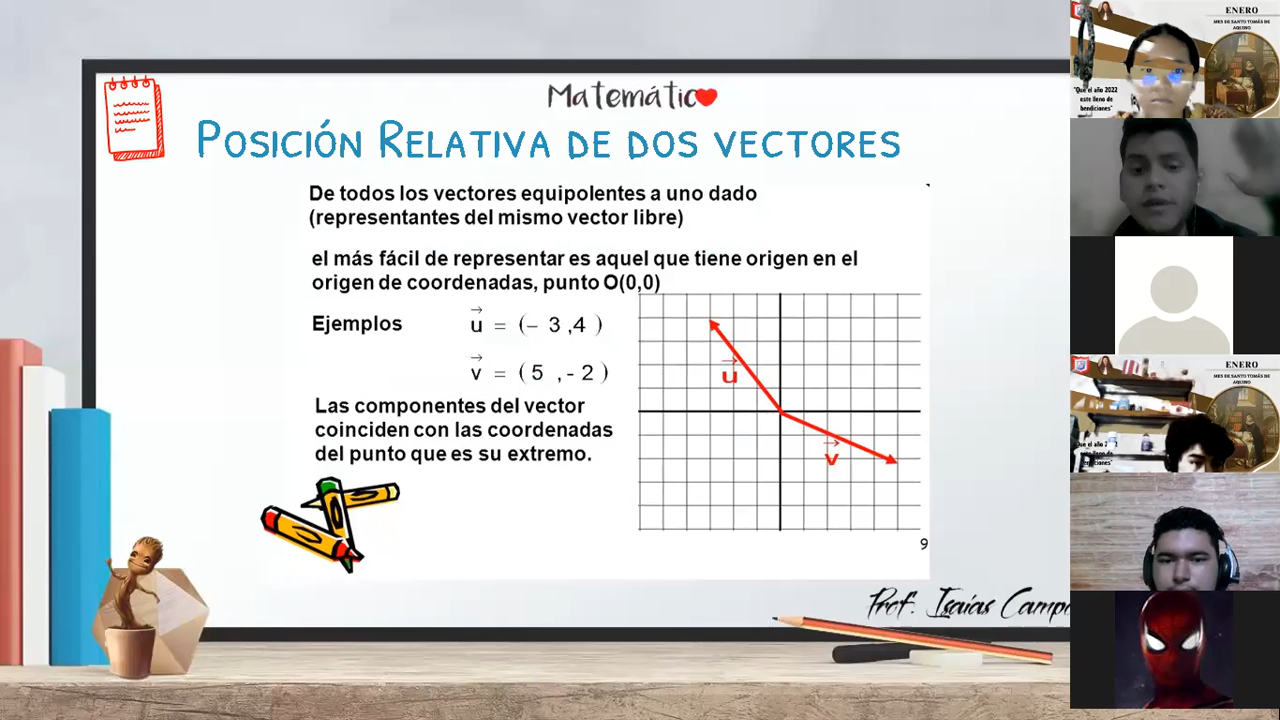 Matemátic
POSICIÓN RELATIVA DE DOS VECTORES
De todos los vectores equipolentes a uno dado
(representantes del mismo vector libre)
el más fácil de representar es aquel que tiene origen en el
origen de coordenadas, punto O(0,0)
Ejemplos
u = (– 3 ,4 )
v = ( 5 , - 2 )
Las componentes del vector
coinciden con las coordenadas
del punto que es su extremo.
u
v
9
Prof. Isaías Camp
ENERO
MES DE SANTO TOMÁS DE
AQUINO
"Que el año 2022
este lleno de
bendiciones"
ENERO
MES DE SANTO TOMÁS DE
AQUINO